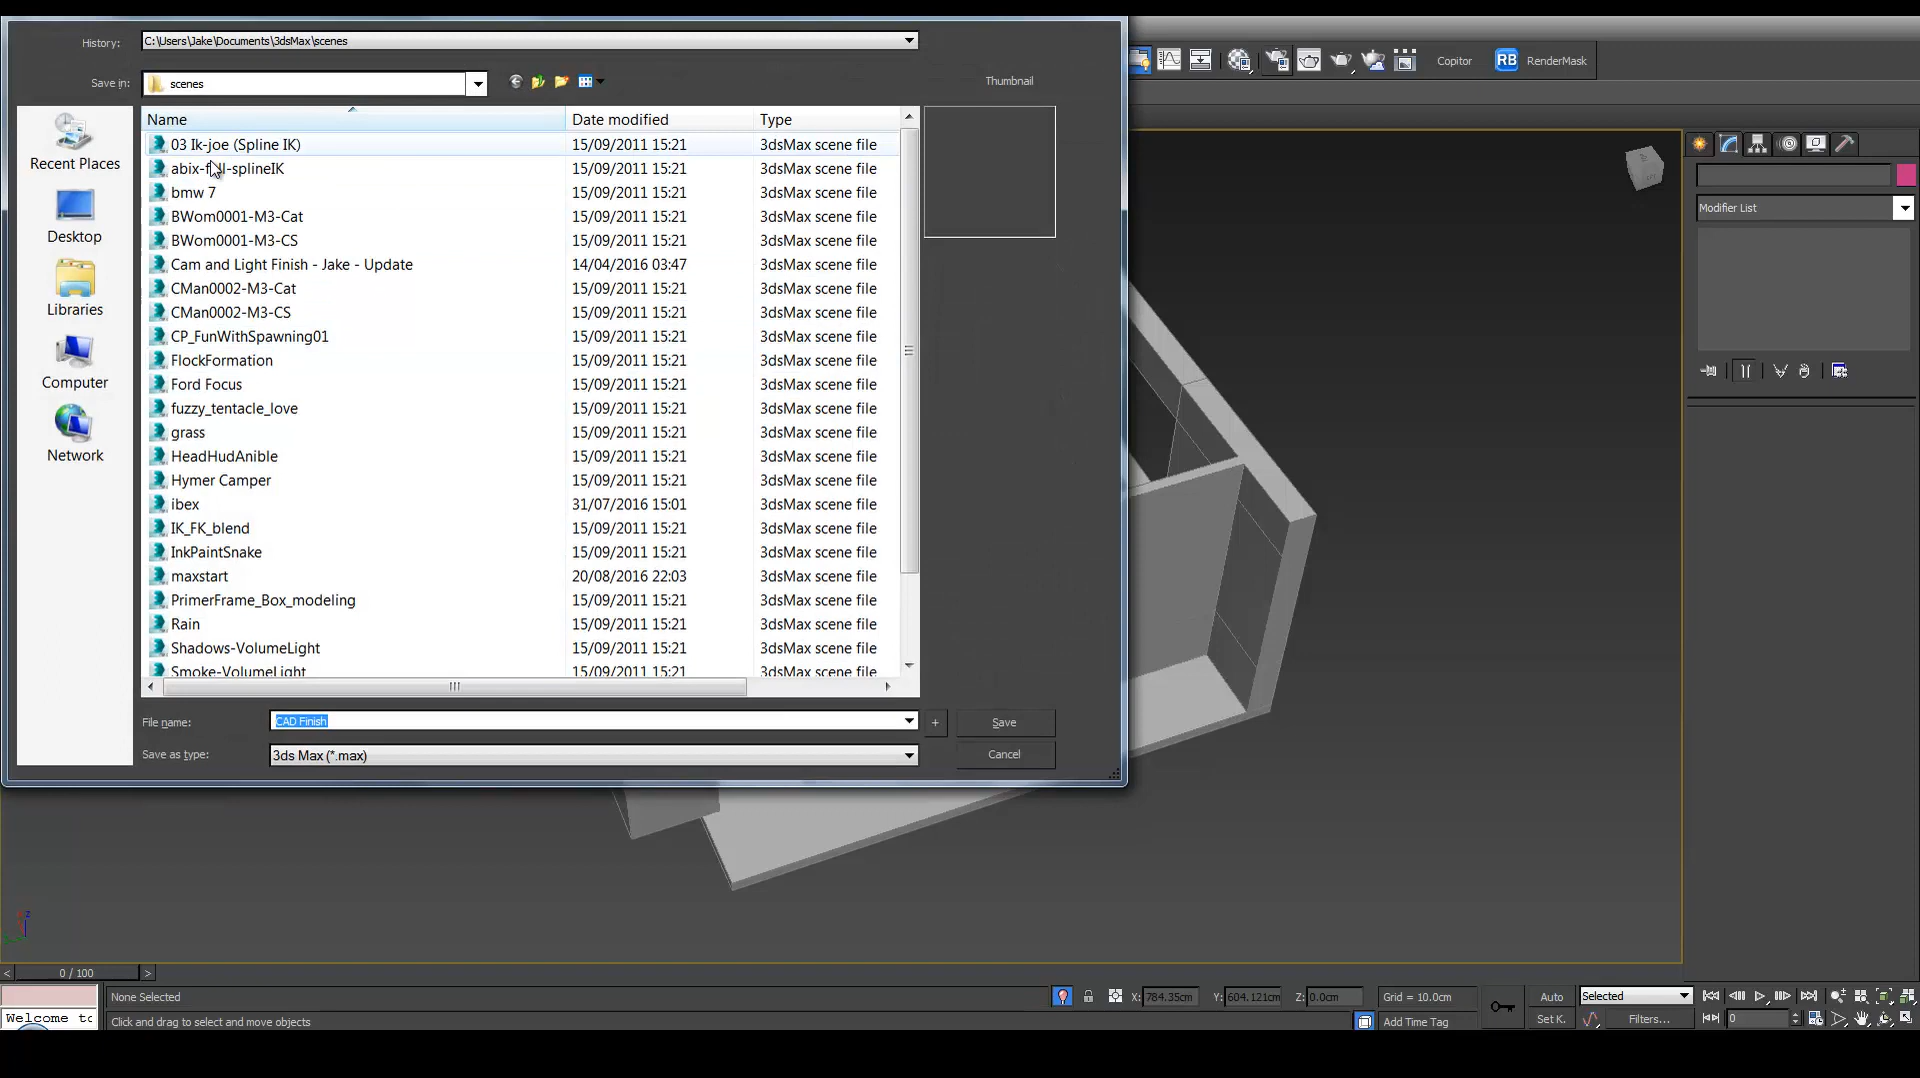 History: C:\Users\Jake\Documents\3dsMax\scenes
Copitor RB RenderMask
Save in: scenes
Thumbnail
Name Date modified Type
03 Ik-joe (Spline IK) 15/09/2011 15:21 3dsMax scene file
abix-f l-splineIK 15/09/2011 15:21 3dsMax scene file
bmw 7 15/09/2011 15:21 3dsMax scene file
BWom0001-M3-Cat 15/09/2011 15:21 3dsMax scene file
BWom0001-M3-CS 15/09/2011 15:21 3dsMax scene file
Cam and Light Finish - Jake - Update 14/04/2016 03:47 3dsMax scene file
CMan0002-M3-Cat 15/09/2011 15:21 3dsMax scene file
CMan0002-M3-CS 15/09/2011 15:21 3dsMax scene file
CP_FunWithSpawning01 15/09/2011 15:21 3dsMax scene file
FlockFormation 15/09/2011 15:21 3dsMax scene file
Ford Focus 15/09/2011 15:21 3dsMax scene file
fuzzy_tentacle_love 15/09/2011 15:21 3dsMax scene file
grass 15/09/2011 15:21 3dsMax scene file
HeadHudAnible 15/09/2011 15:21 3dsMax scene file
Hymer Camper 15/09/2011 15:21 3dsMax scene file
ibex 31/07/2016 15:01 3dsMax scene file
IK_FK_blend 15/09/2011 15:21 3dsMax scene file
InkPaintSnake 15/09/2011 15:21 3dsMax scene file
maxstart 20/08/2016 22:03 3dsMax scene file
PrimerFrame_Box_modeling 15/09/2011 15:21 3dsMax scene file
Rain 15/09/2011 15:21 3dsMax scene file
Shadows-VolumeLight 15/09/2011 15:21 3dsMax scene file
Smoke-VolumeLight 15/09/2011 15:21 3dsMax scene file
Recent Places
Desktop
Libraries
Computer
Network
File name: CAD Finish + Save
Save as type: 3ds Max (*.max) Cancel
Modifier List
< 0 / 100 >
None Selected X: 784.35cm Y: 604.121cm Z: 0.0cm Grid = 10.0cm Auto Selected
Welcome to Click and drag to select and move objects Add Time Tag Set K. Filters... 0